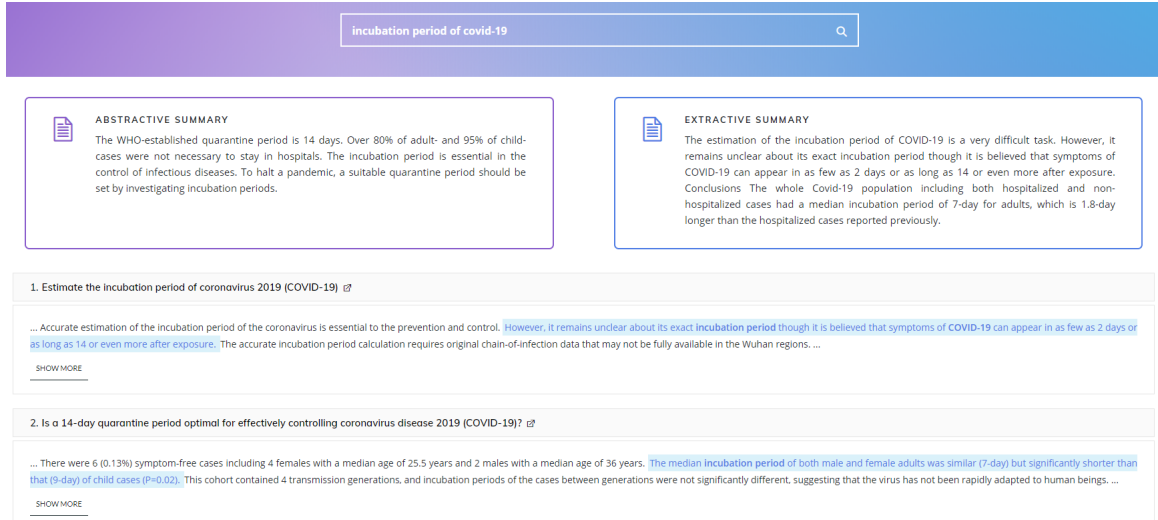 incubation period of covid-19
ABSTRACTIVE SUMMARY
The WHO-established quarantine period is 14 days. Over 80% of adult- and 95% of child-
cases were not necessary to stay in hospitals. The incubation period is essential in the
control of infectious diseases. To halt a pandemic, a suitable quarantine period should be
set by investigating incubation periods.
EXTRACTIVE SUMMARY
The estimation of the incubation period of COVID-19 is a very difficult task. However, it
remains unclear about its exact incubation period though it is believed that symptoms of
COVID-19 can appear in as few as 2 days or as long as 14 or even more after exposure.
Conclusions The whole Covid-19 population including both hospitalized and non-
hospitalized cases had a median incubation period of 7-day for adults, which is 1.8-day
longer than the hospitalized cases reported previously.
1. Estimate the incubation period of coronavirus 2019 (COVID-19)
... Accurate estimation of the incubation period of the coronavirus is essential to the prevention and control. However, it remains unclear about its exact incubation period though it is believed that symptoms of COVID-19 can appear in as few as 2 days or
as long as 14 or even more after exposure. The accurate incubation period calculation requires original chain-of-infection data that may not be fully available in the Wuhan regions. ...
SHOW MORE
2. Is a 14-day quarantine period optimal for effectively controlling coronavirus disease 2019 (COVID-19)?
... There were 6 (0.13%) symptom-free cases including 4 females with a median age of 25.5 years and 2 males with a median age of 36 years. The median incubation period of both male and female adults was similar (7-day) but significantly shorter than
that (9-day) of child cases (P=0.02). This cohort contained 4 transmission generations, and incubation periods of the cases between generations were not significantly different, suggesting that the virus has not been rapidly adapted to human beings. ...
SHOW MORE